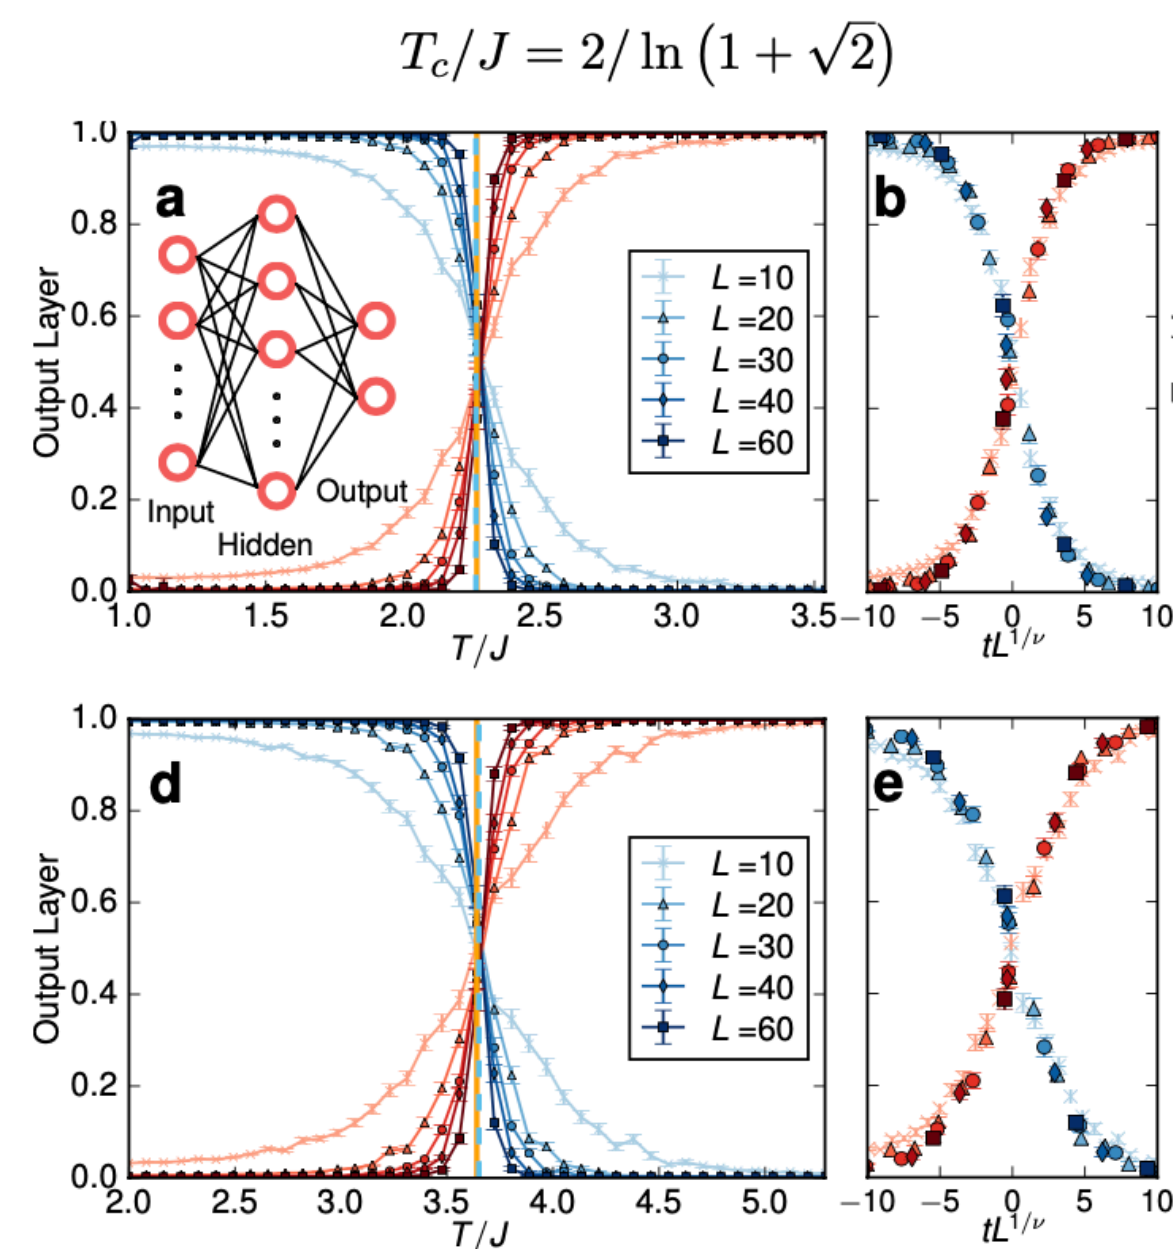 T_c/J = 2/ ln (1 + √2)
a
Output Layer
1.0
0.8
0.6
0.4
0.2
0.0
Input
Hidden
Output
L =10
L =20
L =30
L =40
L =60
1.0 1.5 2.0 2.5 3.0 3.5
T/J
b
−10 −5 0 5 10
tL^{1/ν}
d
Output Layer
1.0
0.8
0.6
0.4
0.2
0.0
L =10
L =20
L =30
L =40
L =60
2.0 2.5 3.0 3.5 4.0 4.5 5.0
T/J
e
−10 −5 0 5 10
tL^{1/ν}